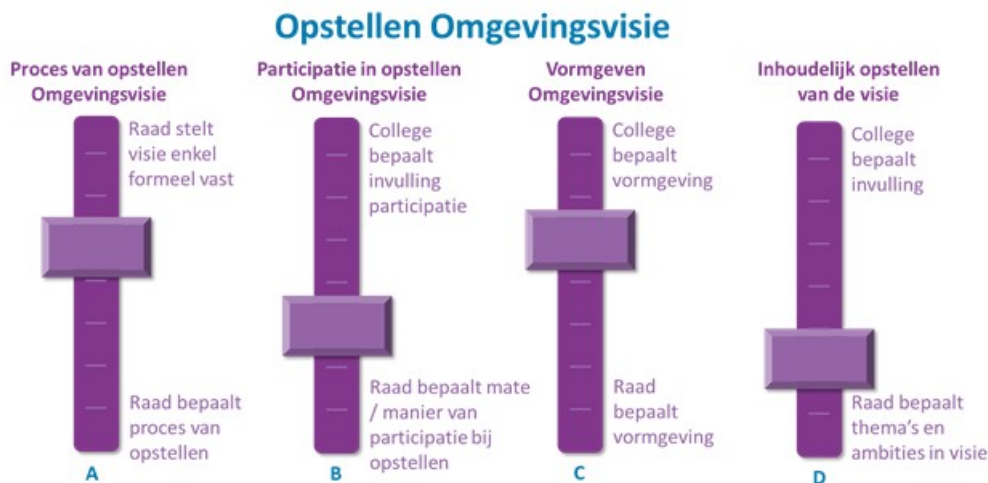 Opstellen Omgevingsvisie
Proces van opstellen
Omgevingsvisie
Raad stelt
visie enkel
formeel vast
Raad bepaalt
proces van
opstellen
A
Participatie in opstellen
Omgevingsvisie
College
bepaalt
invulling
participatie
Raad bepaalt mate
/ manier van
participatie bij
opstellen
B
Vormgeven
Omgevingsvisie
College
bepaalt
vormgeving
Raad
bepaalt
vormgeving
C
Inhoudelijk opstellen
van de visie
College
bepaalt
invulling
Raad bepaalt
thema's en
ambities in visie
D